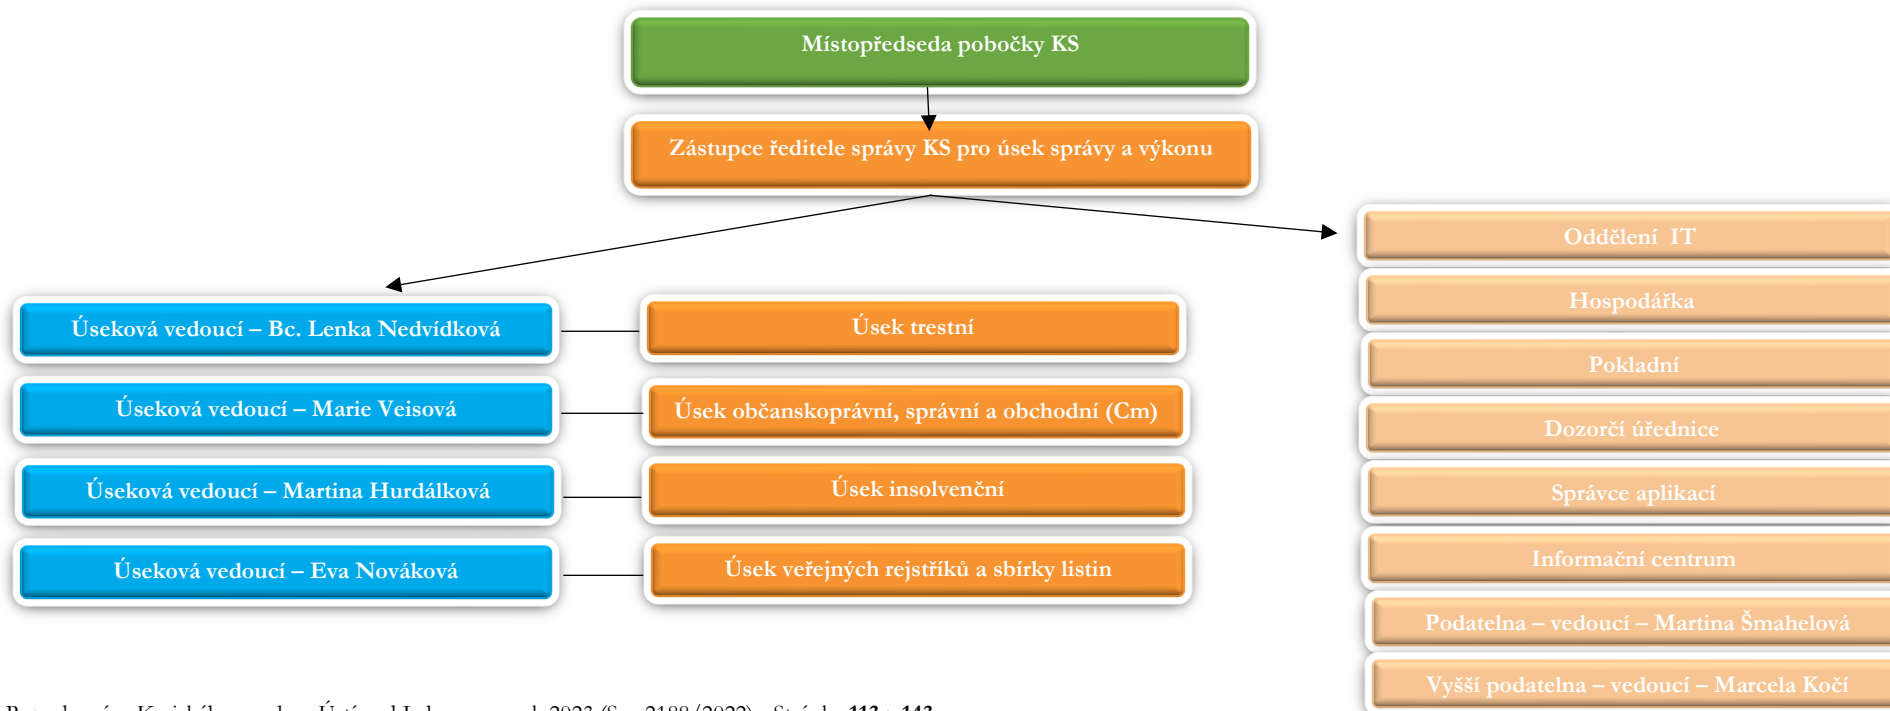 Místopředseda pobočky KS
Zástupce ředitele správy KS pro úsek správy a výkonu
Úseková vedoucí – Bc. Lenka Nedvídková
Úsek trestní
Úseková vedoucí – Marie Veisová
Úsek občanskoprávní, správní a obchodní (Cm)
Úseková vedoucí – Martina Hurdálková
Úsek insolvenční
Úseková vedoucí – Eva Nováková
Úsek veřejných rejstříků a sbírky listin
Oddělení IT
Hospodářka
Pokladní
Dozorčí úřednice
Správce aplikací
Informační centrum
Podatelna – vedoucí – Martina Šmahelová
Vyšší podatelna – vedoucí – Marcela Kočí
2188/2022)